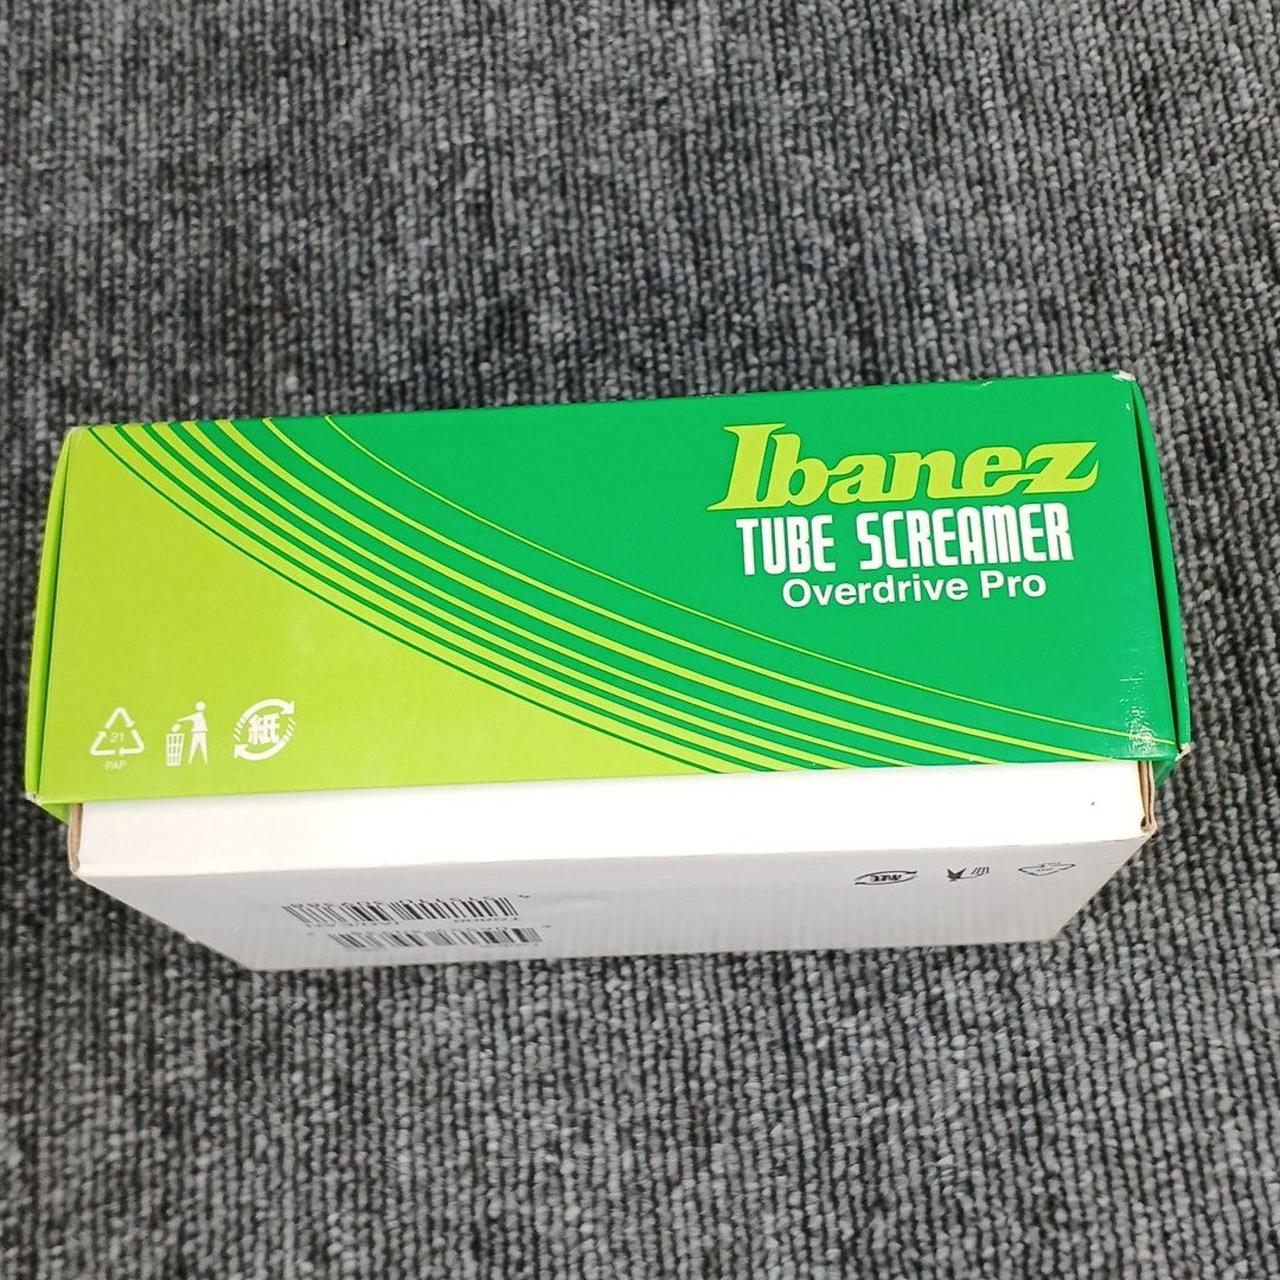 Ibanez
TUBE SCREAMER
Overdrive Pro
21
PAP
紙